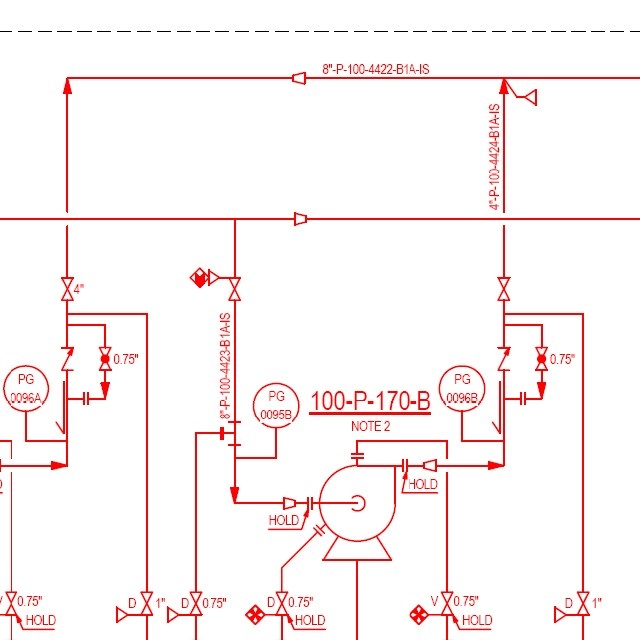 8"-P-100-4422-B1A-IS
4"-P-100-4424-B1A-IS
4"
8"-P-100-4423-B1A-IS
0.75"
0.75"
PG
0096A
PG
0095B
100-P-170-B
NOTE 2
PG
0096B
HOLD
HOLD
V
0.75"
HOLD
D
1"
D
0.75"
D
0.75"
HOLD
V
0.75"
HOLD
D
1"